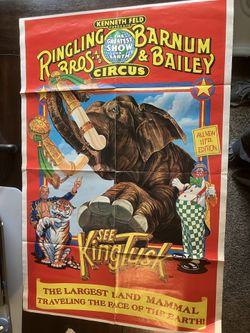 KENNETH FELD
RINGLING BROS. & BARNUM & BAILEY
THE GREATEST SHOW ON EARTH
CIRCUS
ALL NEW
117TH
EDITION
SEE
King Tusk
THE LARGEST LAND MAMMAL
TRAVELING THE FACE OF THE EARTH!